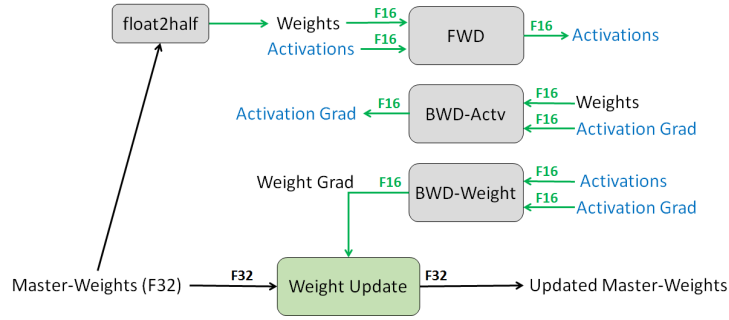 float2half
Weights
F16
Activations
F16
FWD
F16
Activations
Activation Grad
F16
BWD-Actv
F16
Weights
F16
Activation Grad
Weight Grad
F16
BWD-Weight
F16
Activations
F16
Activation Grad
Master-Weights (F32)
F32
Weight Update
F32
Updated Master-Weights